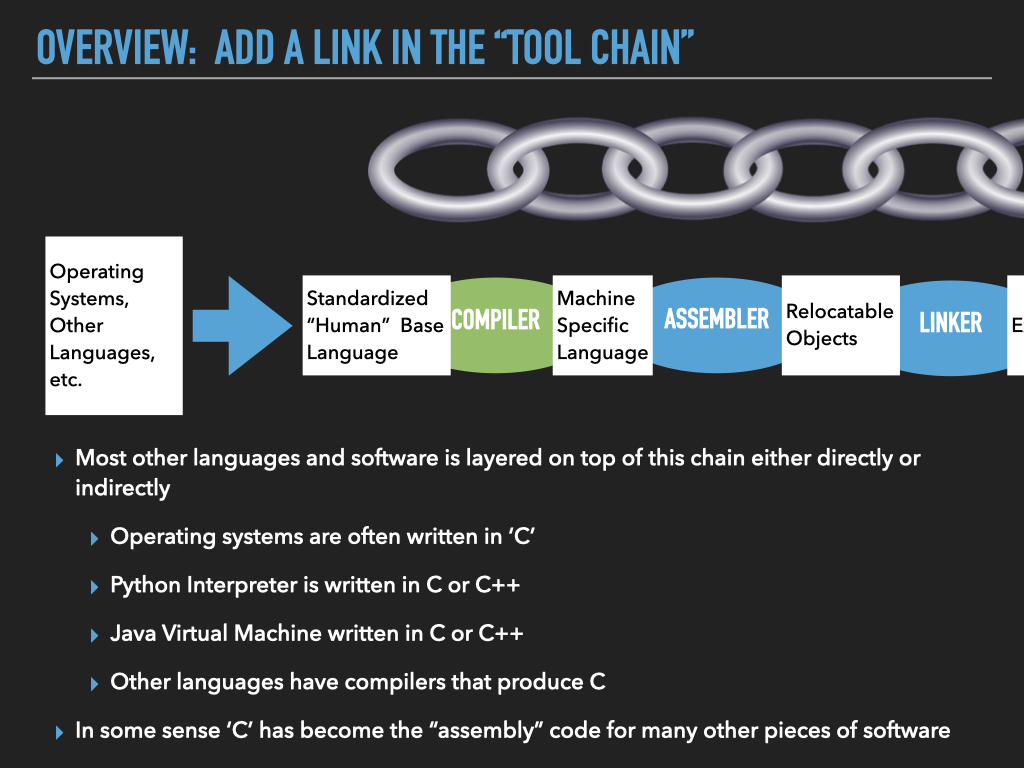 OVERVIEW: ADD A LINK IN THE “TOOL CHAIN”
Operating
Systems,
Other
Languages,
etc.
Standardized
“Human” Base
Language
COMPILER
Machine
Specific
Language
ASSEMBLER
Relocatable
Objects
LINKER
E
Most other languages and software is layered on top of this chain either directly or
indirectly
Operating systems are often written in ‘C’
Python Interpreter is written in C or C++
Java Virtual Machine written in C or C++
Other languages have compilers that produce C
In some sense ‘C’ has become the “assembly” code for many other pieces of software